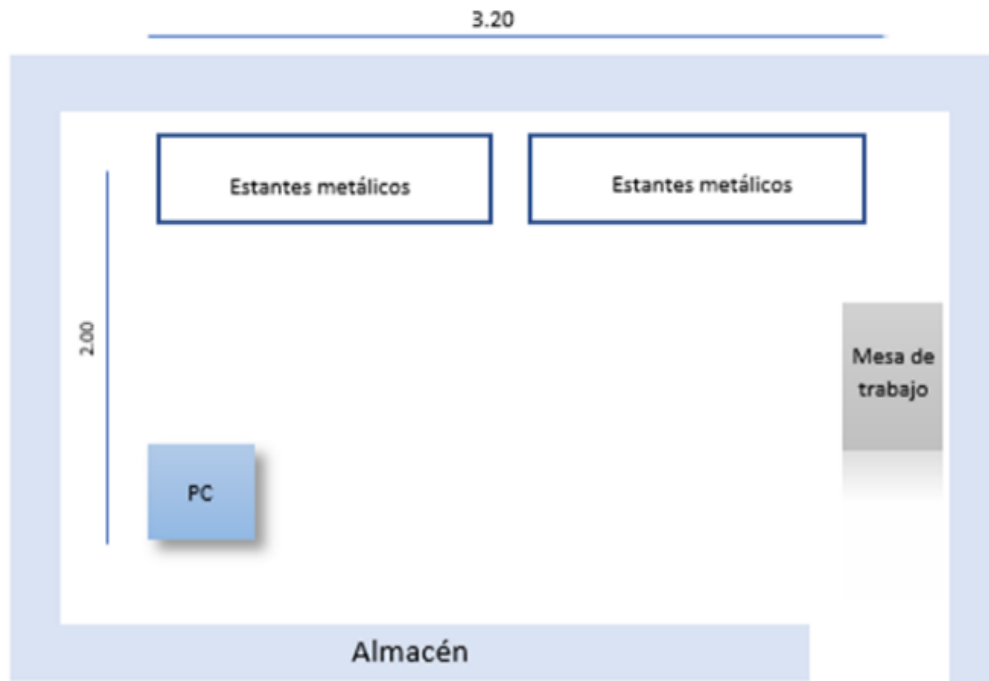 3.20
Estantes metálicos
Estantes metálicos
2.00
Mesa de
trabajo
PC
Almacén